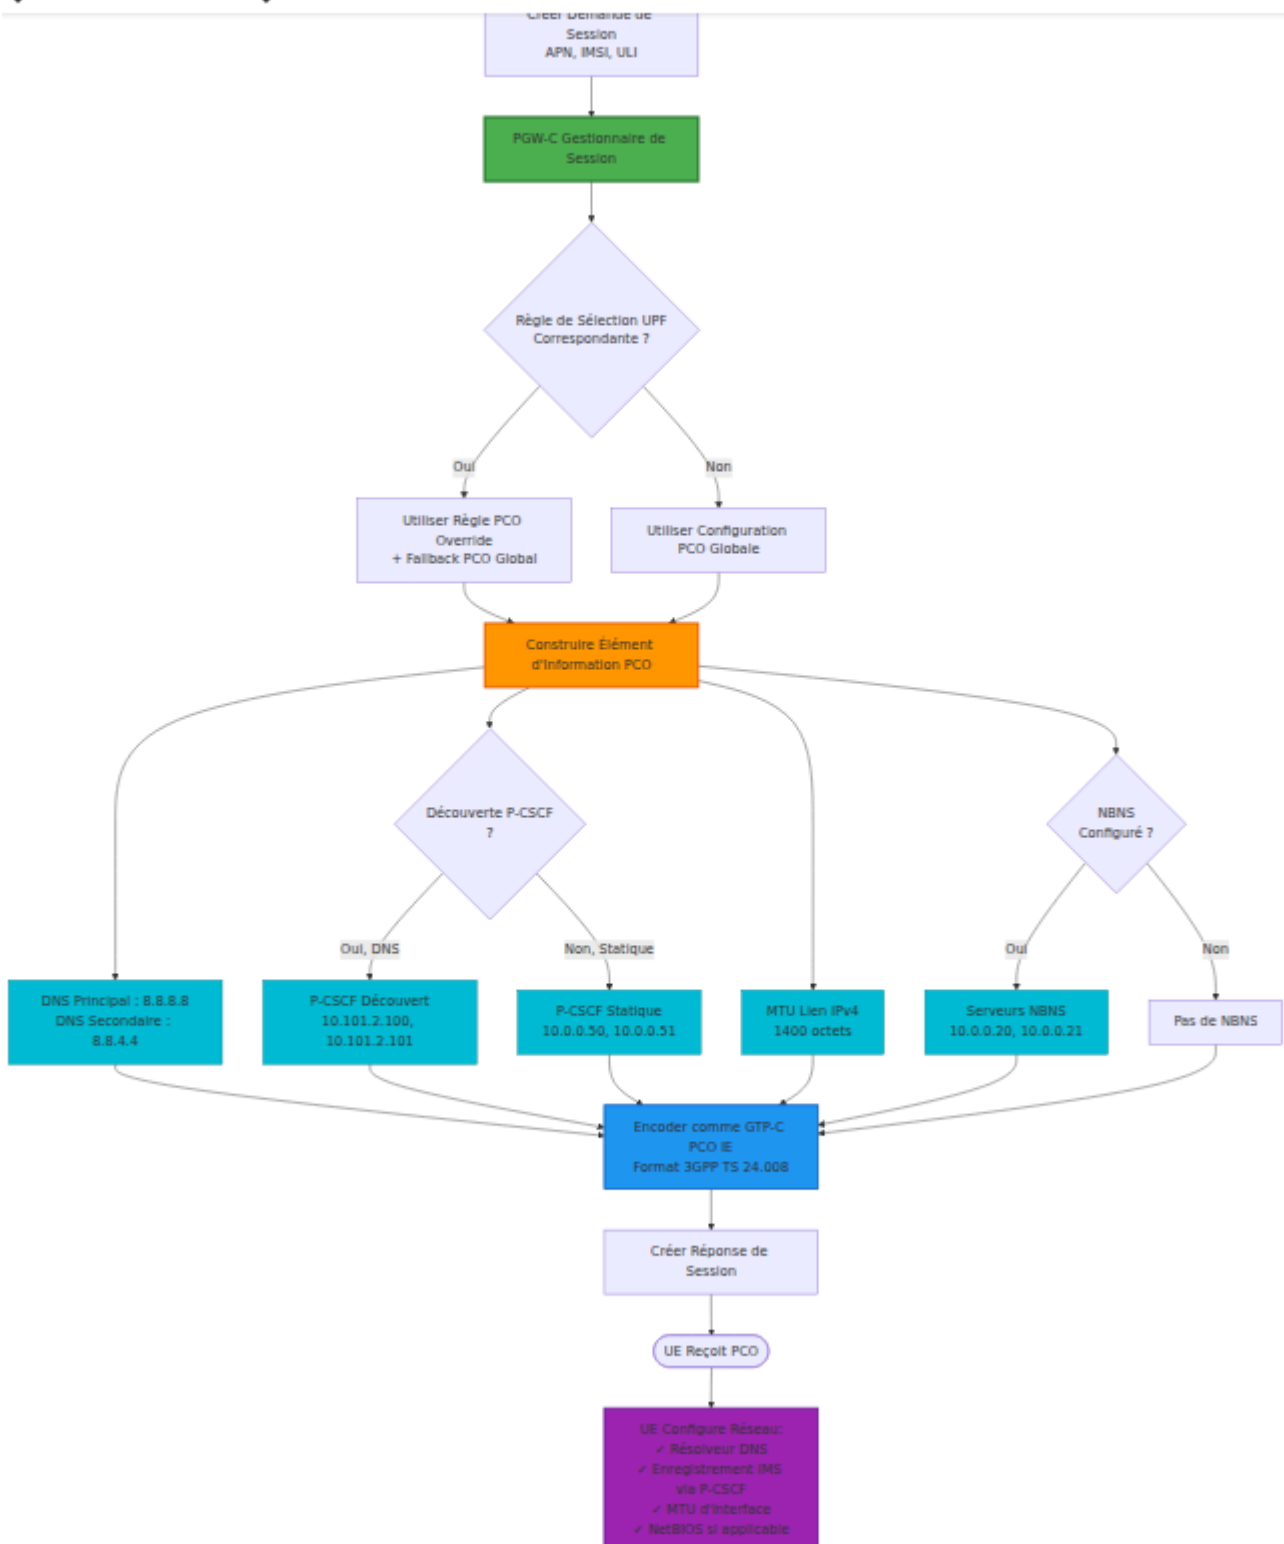 Créer Demande de
Session
APN, IMSI, ULI
PGW-C Gestionnaire de
Session
Règle de Sélection UPF
Correspondante ?
Oui
Non
Utiliser Règle PCO
Override
+ Fallback PCO Global
Utiliser Configuration
PCO Globale
Construire Élément
d'Information PCO
Découverte P-CSCF
?
NBNS
Configuré ?
Oui, DNS
Non, Statique
Oui
Non
DNS Principal : 8.8.8.8
DNS Secondaire :
8.8.4.4
P-CSCF Découvert
10.101.2.100,
10.101.2.101
P-CSCF Statique
10.0.0.50, 10.0.0.51
MTU Lien IPv4
1400 octets
Serveurs NBNS
10.0.0.20, 10.0.0.21
Pas de NBNS
Encoder comme GTP-C
PCO IE
Format 3GPP TS 24.008
Créer Réponse de
Session
UE Reçoit PCO
UE Configure Réseau:
✓ Résolveur DNS
✓ Enregistrement IMS
via P-CSCF
✓ MTU d'Interface
✓ NetBIOS si applicable